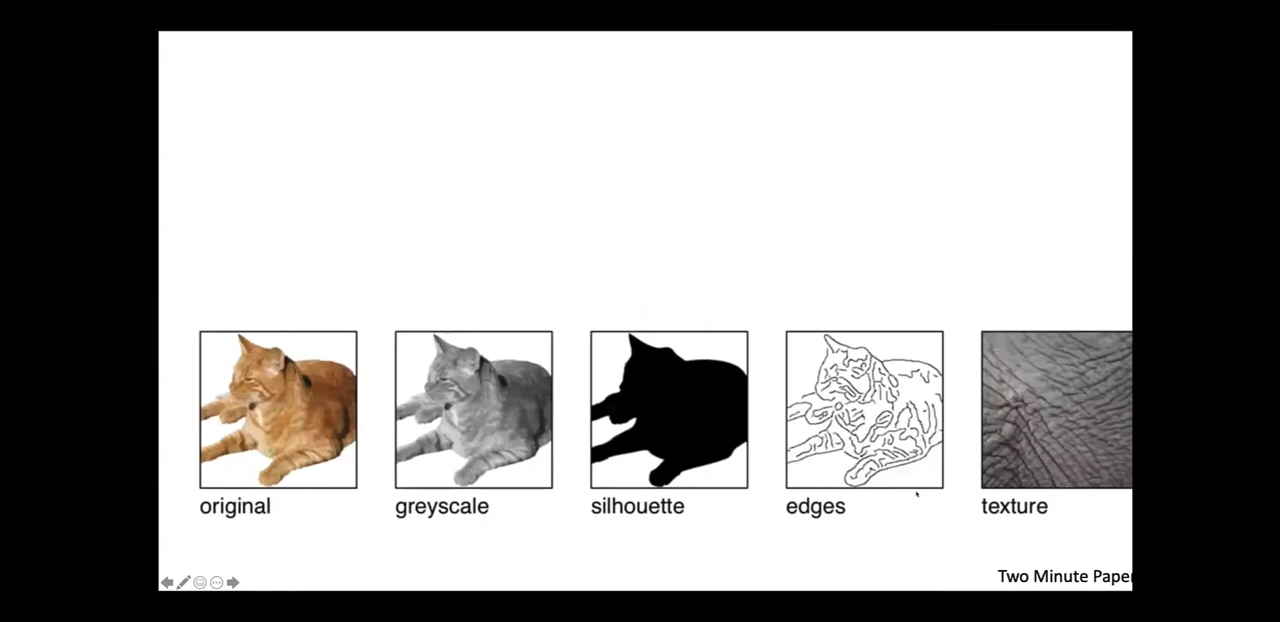 original
greyscale
silhouette
edges
texture
Two Minute Paper